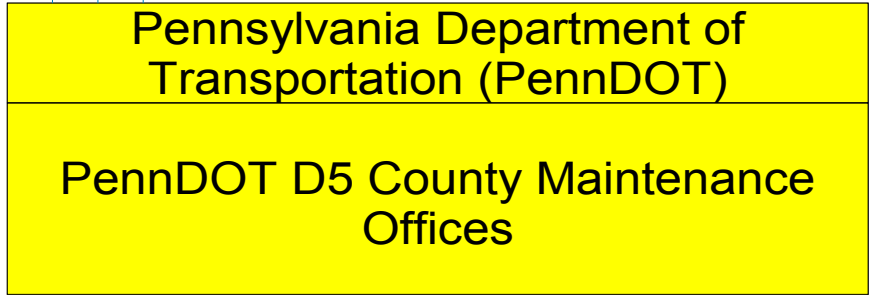 Pennsylvania Department of
Transportation (PennDOT)
PennDOT D5 County Maintenance
Offices